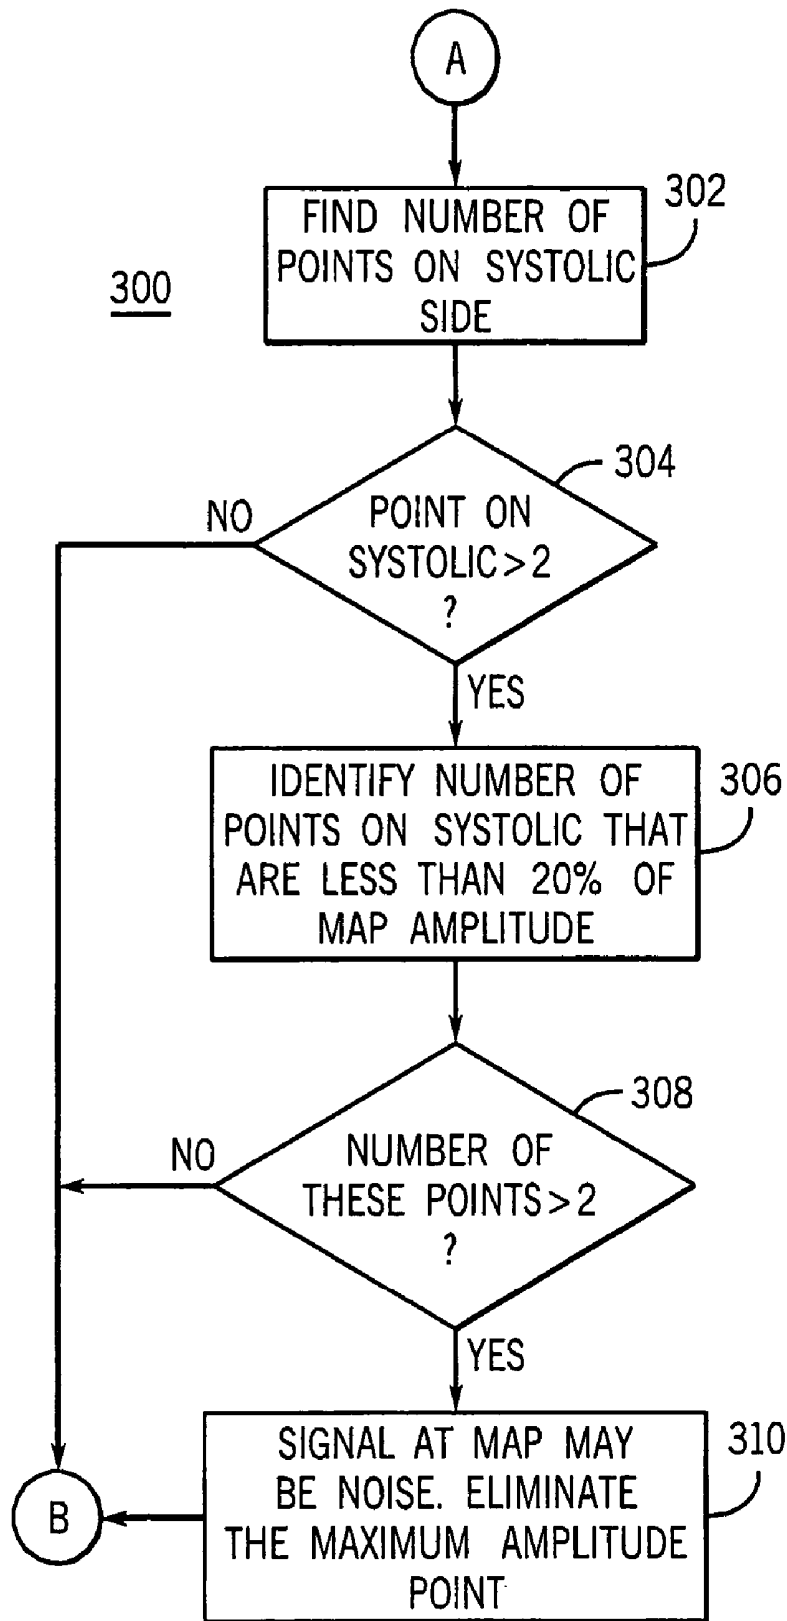 A
302
FIND NUMBER OF
POINTS ON SYSTOLIC
SIDE
300
304
NO
POINT ON
SYSTOLIC>2
?
YES
306
IDENTIFY NUMBER OF
POINTS ON SYSTOLIC THAT
ARE LESS THAN 20% OF
MAP AMPLITUDE
308
NO
NUMBER OF
THESE POINTS>2
?
YES
310
SIGNAL AT MAP MAY
BE NOISE. ELIMINATE
THE MAXIMUM AMPLITUDE
POINT
B